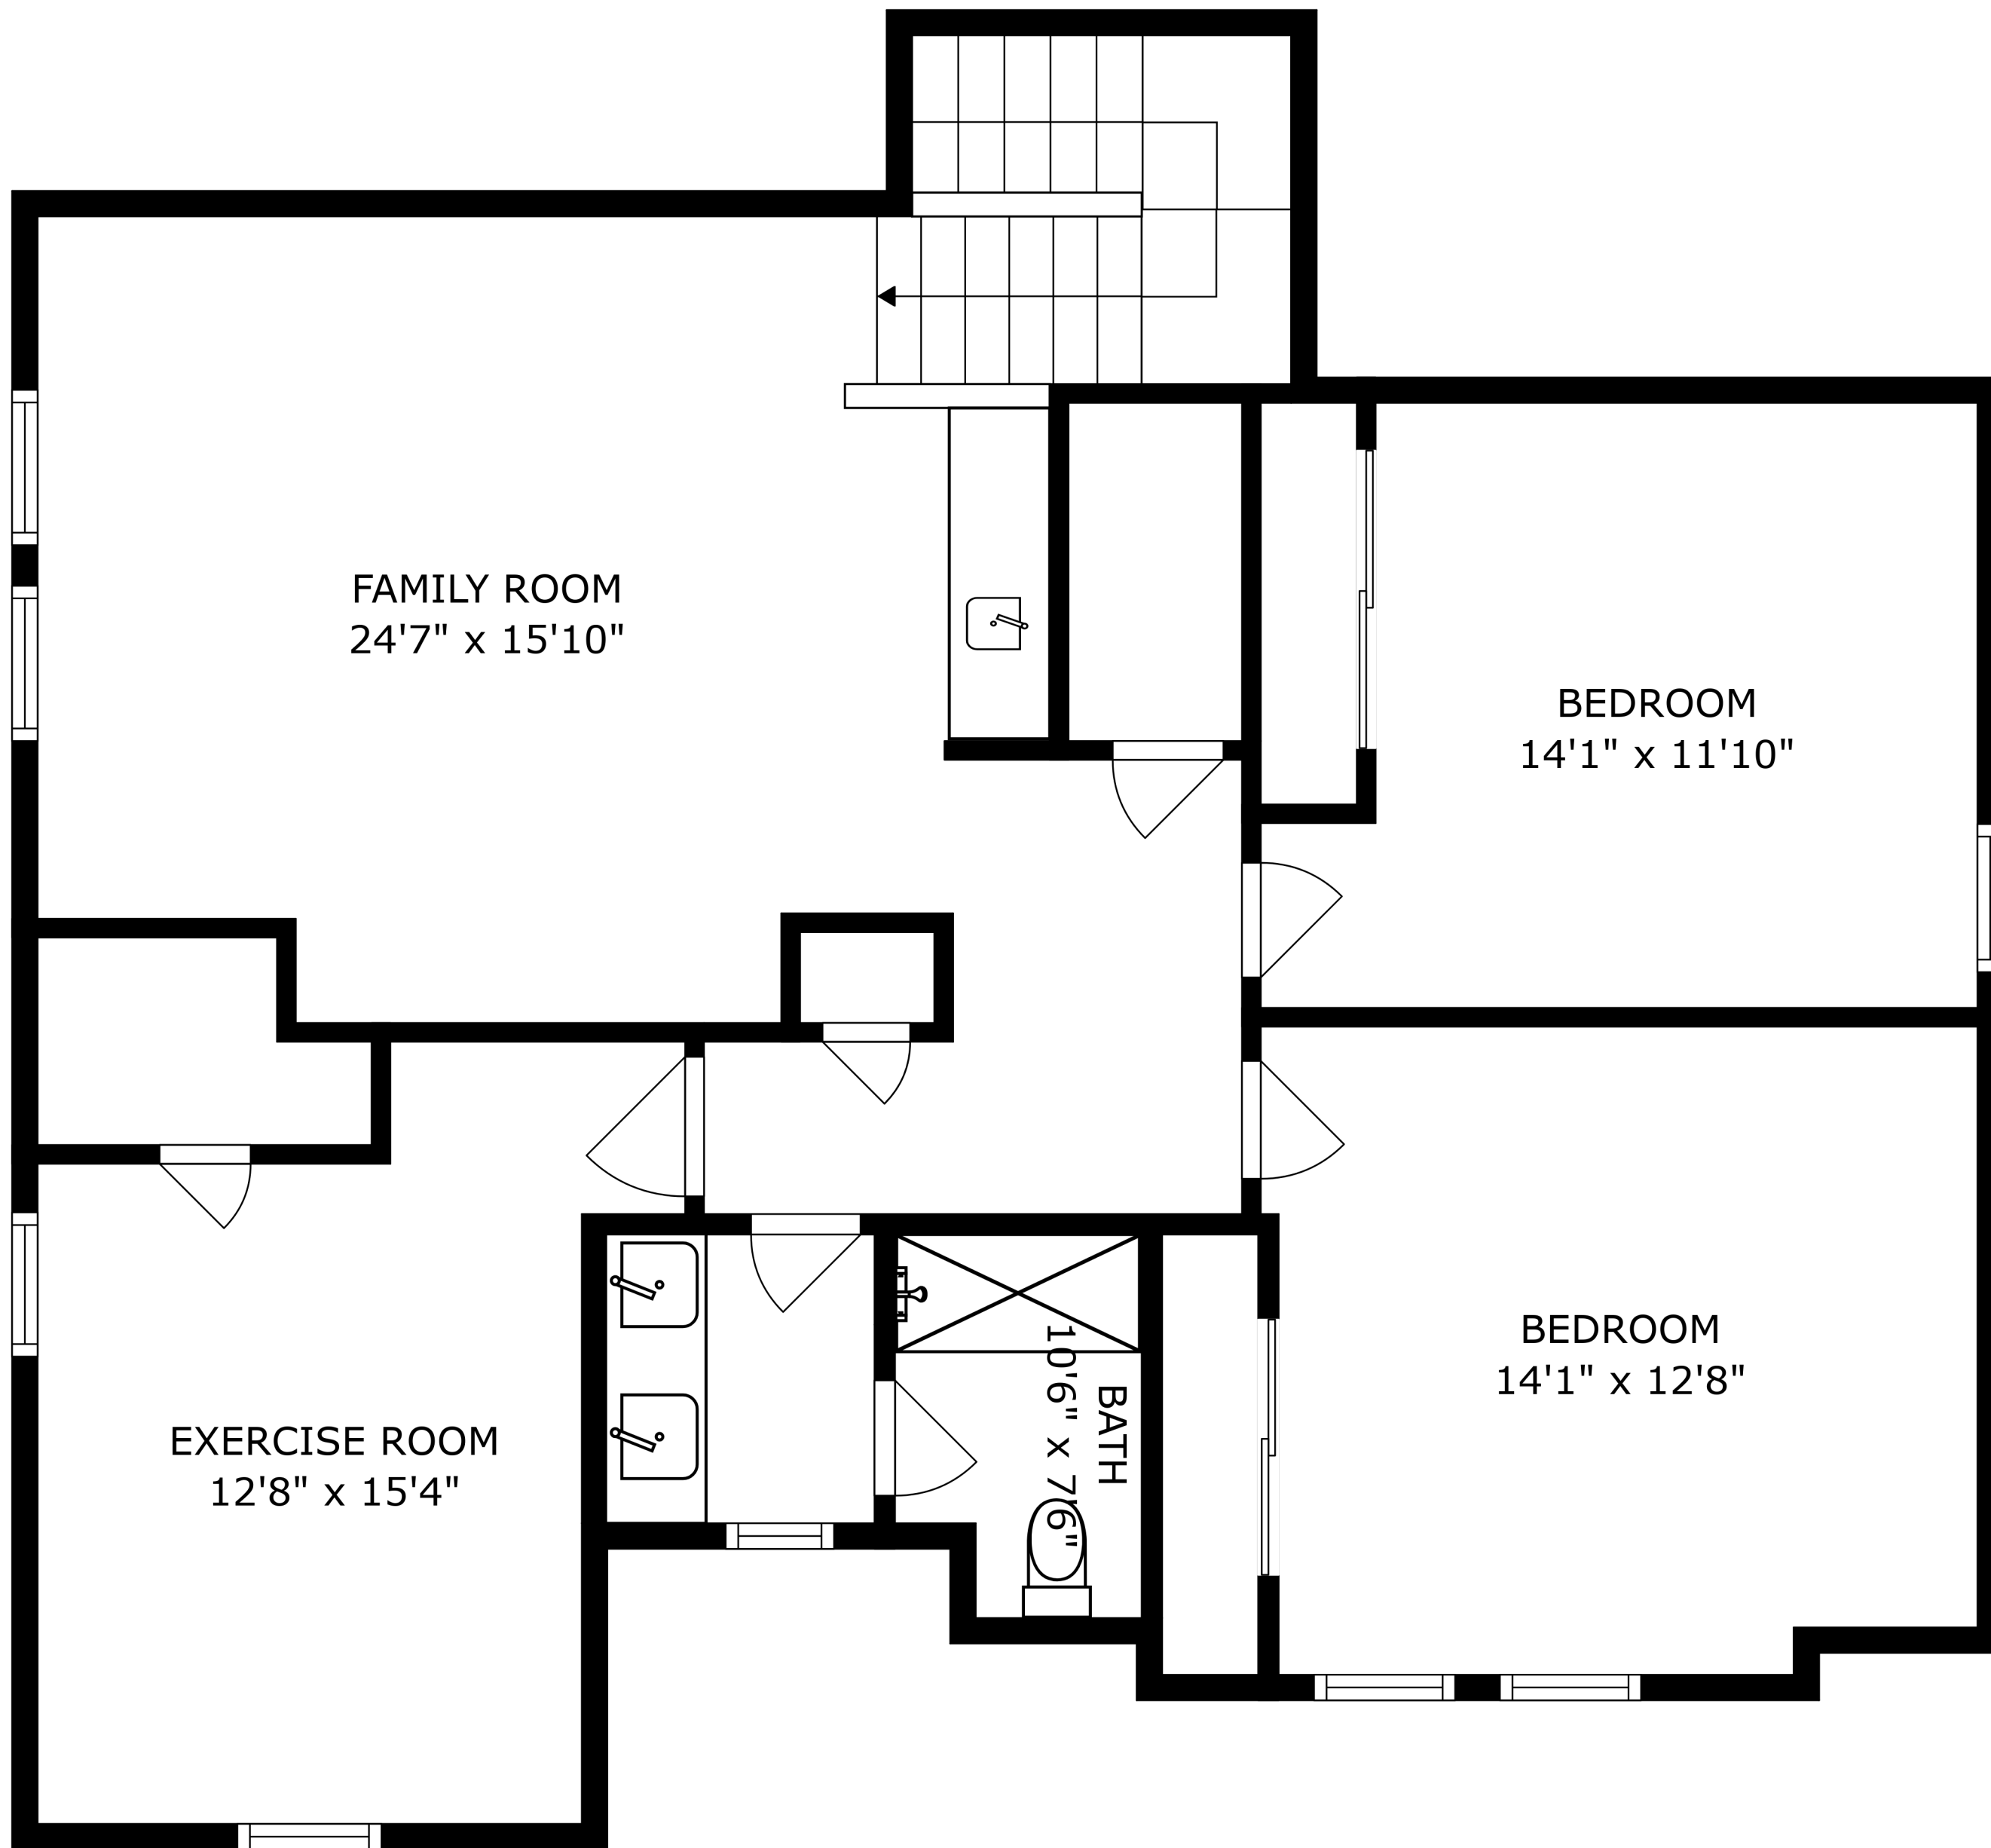 FAMILY ROOM
24'7" x 15'10"
BEDROOM
14'1" x 11'10"
BEDROOM
14'1" x 12'8"
EXERCISE ROOM
12'8" x 15'4"
BATH
10'6" x 7'6"